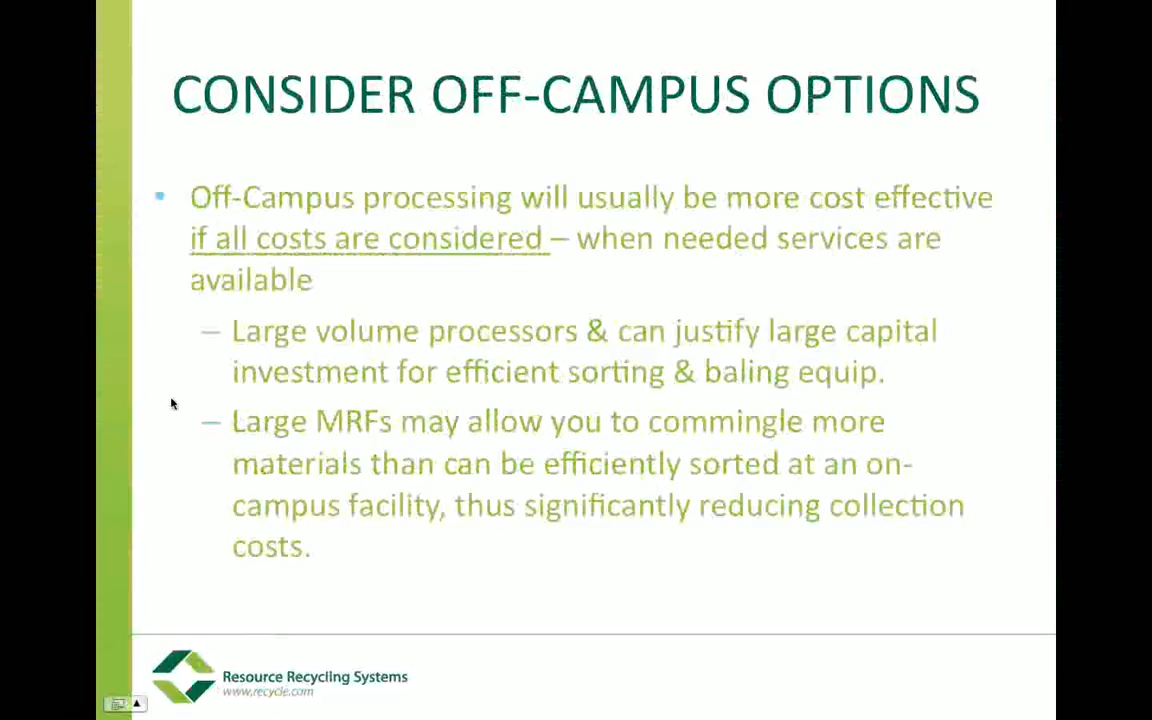 CONSIDER OFF-CAMPUS OPTIONS
• Off-Campus processing will usually be more cost effective
if all costs are considered – when needed services are
available
– Large volume processors & can justify large capital
investment for efficient sorting & baling equip.
– Large MRFs may allow you to commingle more
materials than can be efficiently sorted at an on-
campus facility, thus significantly reducing collection
costs.
Resource Recycling Systems
www.recycle.com